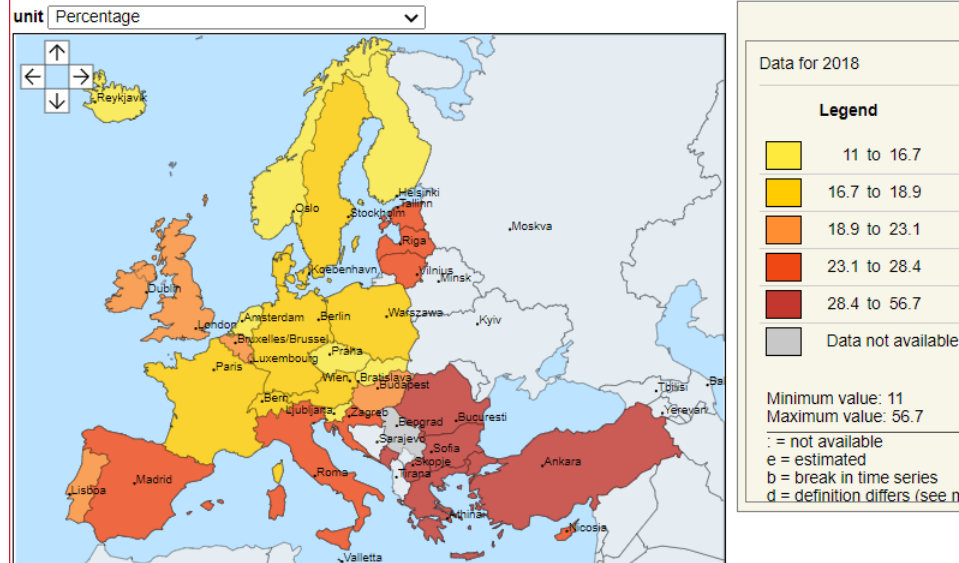 unit Percentage
Reykjavik
Helsinki
Tallinn
Oslo
Stockholm
Moskva
Riga
Koebenhavn
Vilnius
Minsk
Dublin
Amsterdam
Berlin
Warszawa
Kyiv
London
Bruxelles/Brussel
Praha
Luxembourg
Paris
Wien
Bratislava
Budapest
Bern
Ljubljana
Zagreb
Beograd
Bucuresti
Tbilisi
Yerevan
Sarajevo
Sofia
Skopje
Roma
Tirana
Ankara
Madrid
Lisboa
Athinai
Nicosia
Valletta
Data for 2018
Legend
11 to 16.7
16.7 to 18.9
18.9 to 23.1
23.1 to 28.4
28.4 to 56.7
Data not available
Minimum value: 11
Maximum value: 56.7
: = not available
e = estimated
b = break in time series
d = definition differs (see